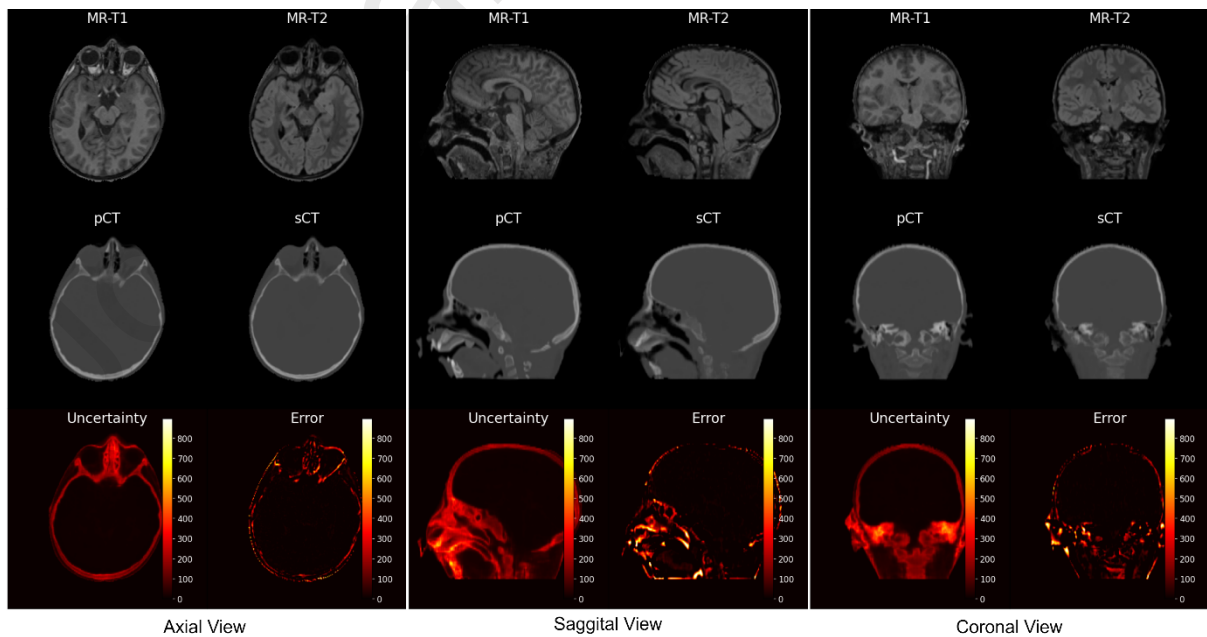 MR-T1 MR-T2 MR-T1 MR-T2 MR-T1 MR-T2
pCT sCT pCT sCT pCT sCT
Uncertainty Error Uncertainty Error Uncertainty Error
800 800 800 800 800 800
700 700 700 700 700 700
600 600 600 600 600 600
500 500 500 500 500 500
400 400 400 400 400 400
300 300 300 300 300 300
200 200 200 200 200 200
100 100 100 100 100 100
0 0 0 0 0 0
Axial View Saggital View Coronal View